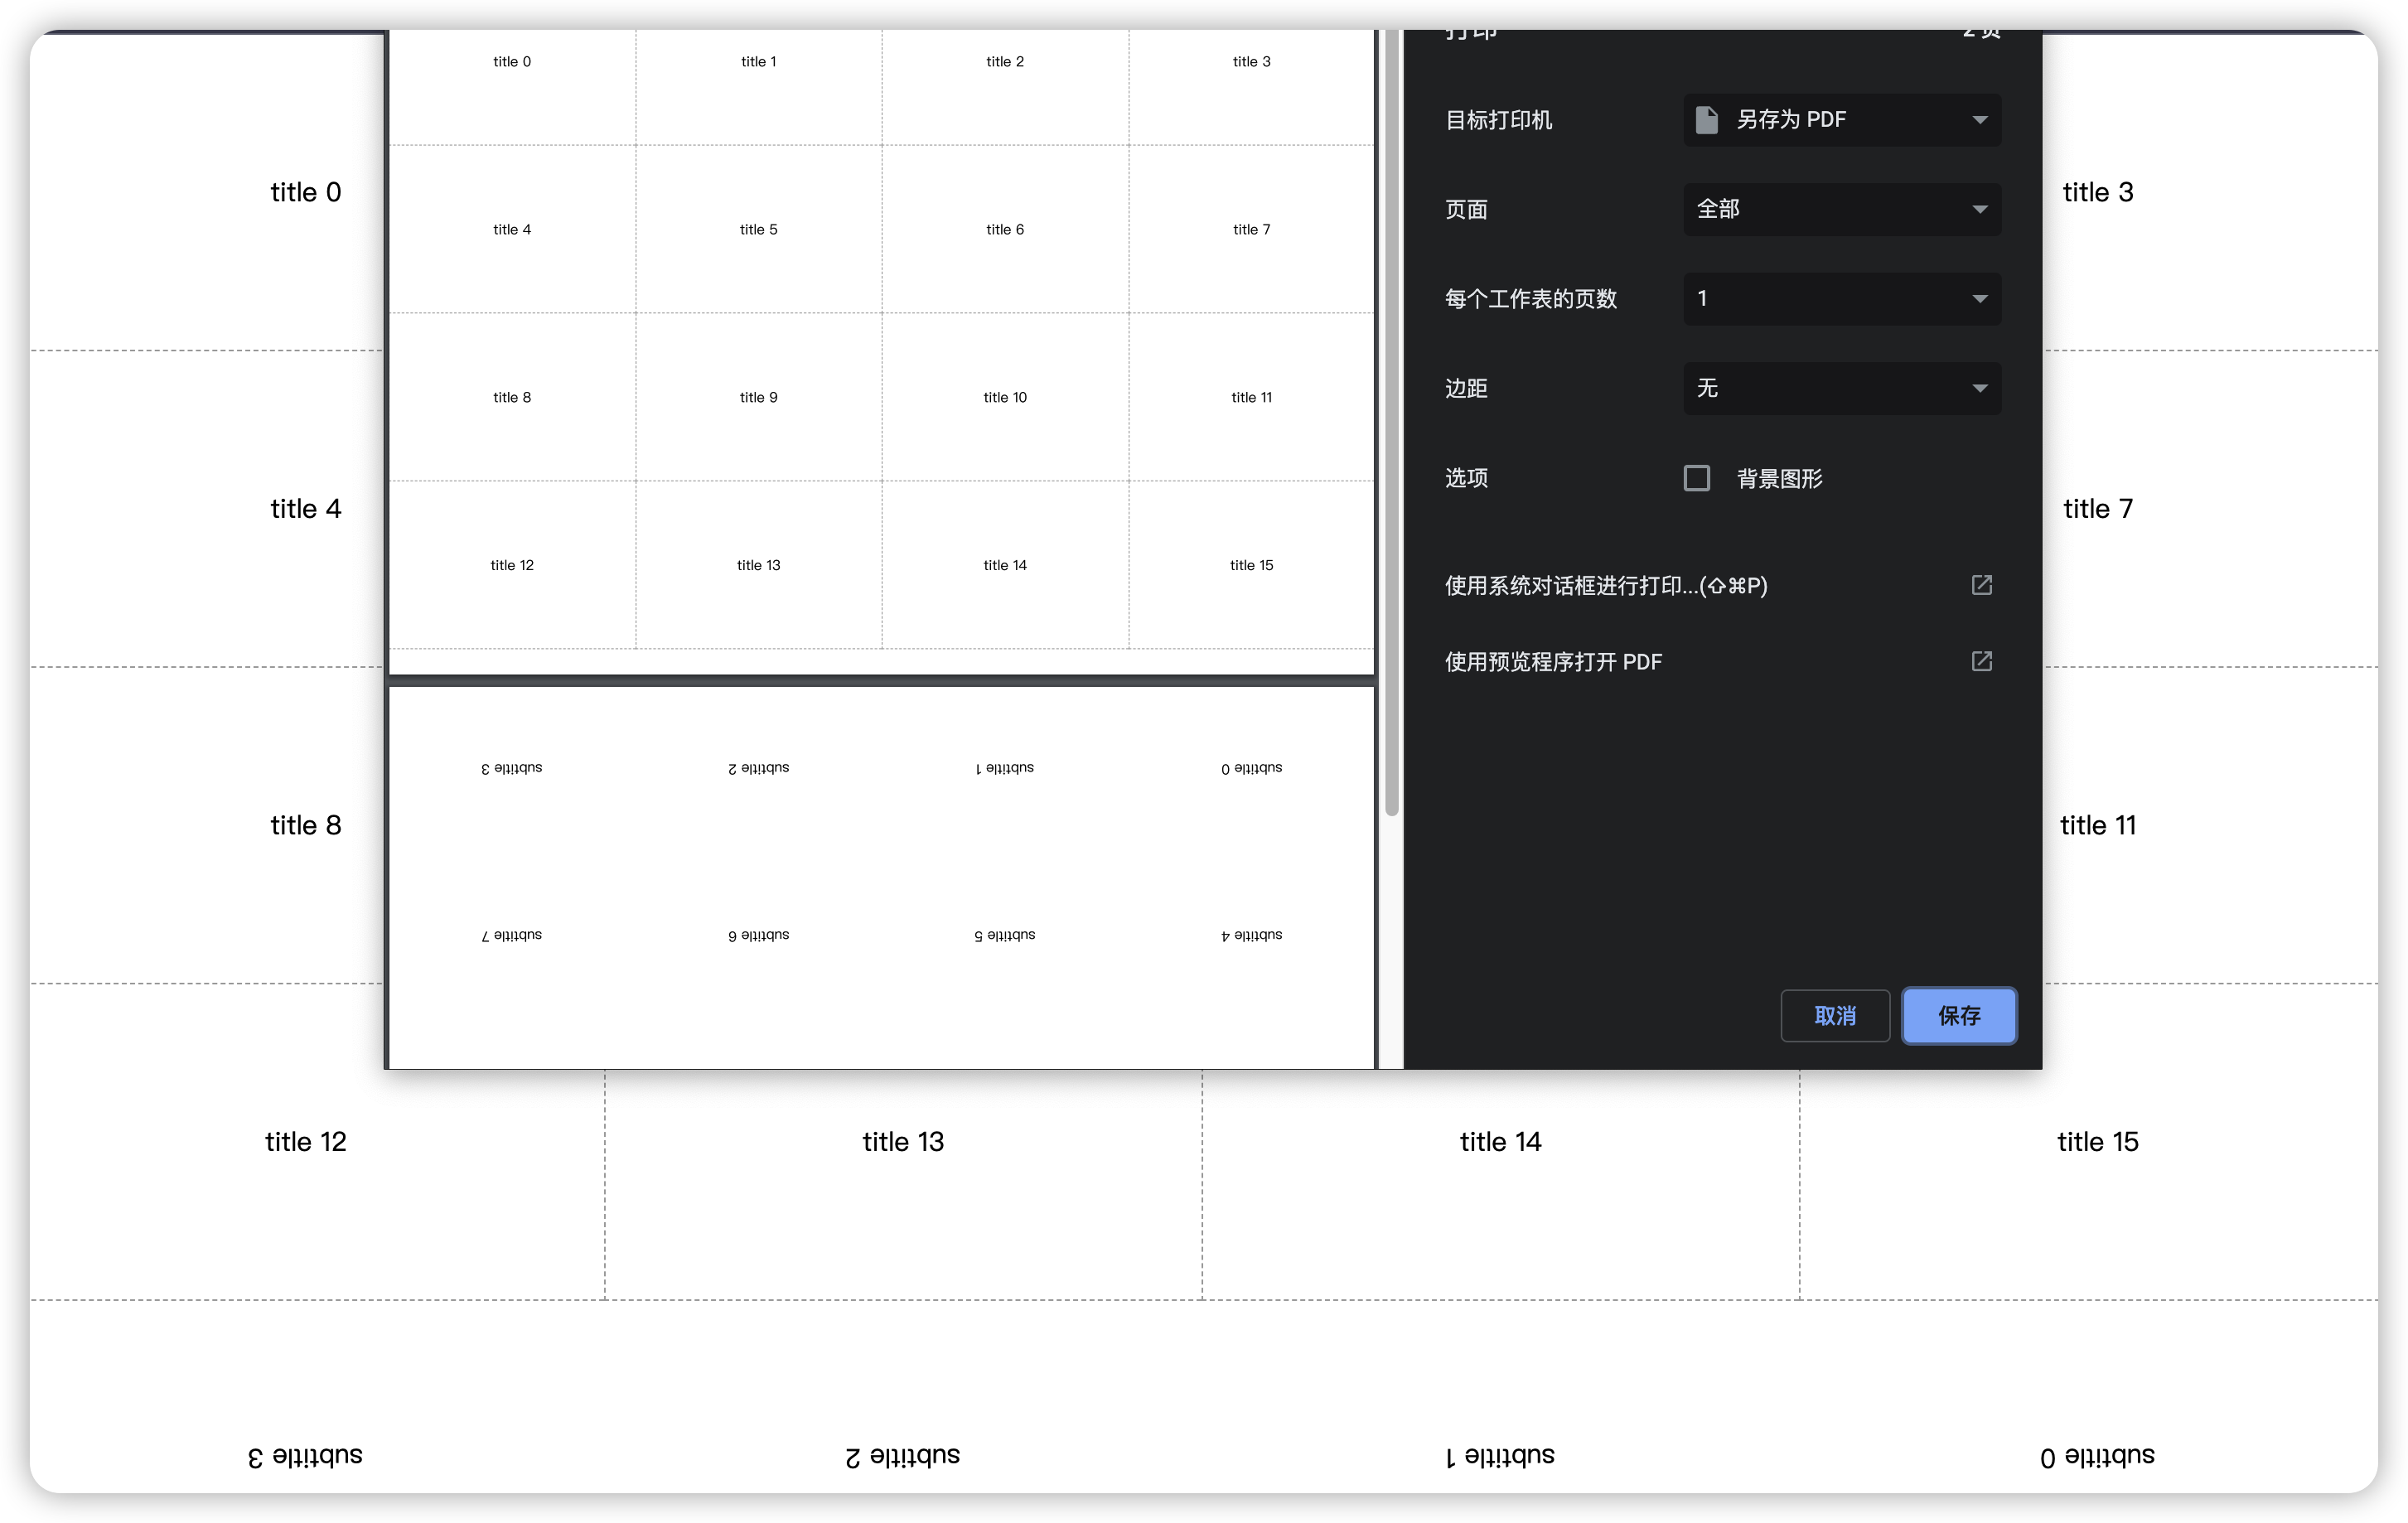 title 0
title 1
title 2
title 3
title 4
title 5
title 6
title 7
title 8
title 9
title 10
title 11
title 12
title 13
title 14
title 15
subtitle 3
subtitle 2
subtitle 1
subtitle 0
subtitle 7
subtitle 6
subtitle 5
subtitle 4
打印
2 页
目标打印机
另存为 PDF
页面
全部
每个工作表的页数
1
边距
无
选项
背景图形
使用系统对话框进行打印...(⇧⌘P)
使用预览程序打开 PDF
取消
保存
title 0
title 3
title 4
title 7
title 8
title 11
title 12
title 13
title 14
title 15
subtitle 3
subtitle 2
subtitle 1
subtitle 0